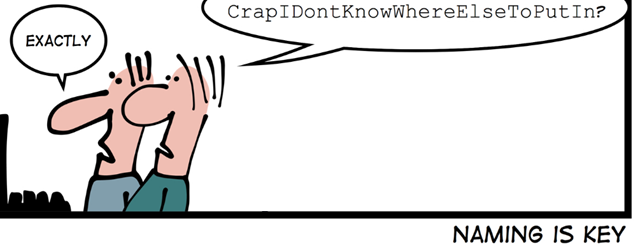 CrapIDontKnowWhereElseToPutIn?
EXACTLY
NAMING IS KEY